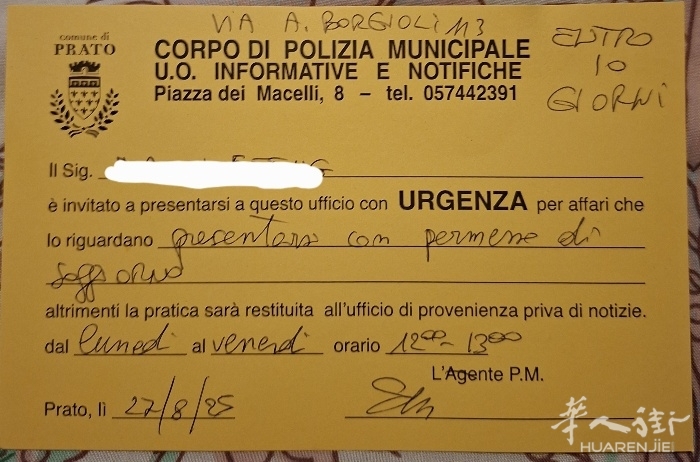 VIA A. BORGIOLI 113
comune di
PRATO
CORPO DI POLIZIA MUNICIPALE
U.O. INFORMATIVE E NOTIFICHE
Piazza dei Macelli, 8 – tel. 057442391
ENTRO
10
GIORNI
Il Sig.
è invitato a presentarsi a questo ufficio con URGENZA per affari che
lo riguardano presentarsi con permesso di
soggiorno
altrimenti la pratica sarà restituita all'ufficio di provenienza priva di notizie.
dal lunedì al venerdì orario 1200-1300
L'Agente P.M.
Prato, lì 27/8/25
华人街
HUARENJIE